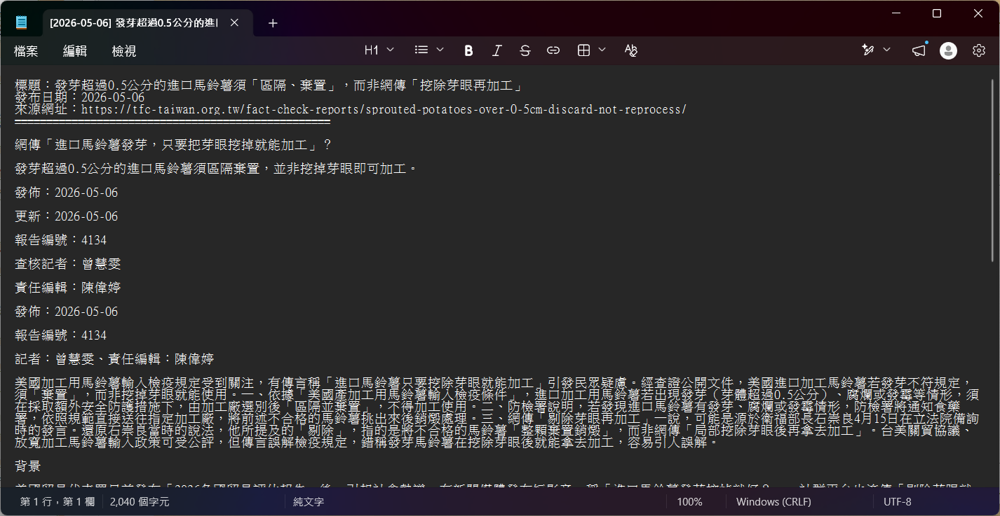 [2026-05-06] 發芽超過0.5公分的進
檔案 編輯 檢視 H1 B I S
標題：發芽超過0.5公分的進口馬鈴薯須「區隔、棄置」，而非網傳「挖除芽眼再加工」
發布日期：2026-05-06
來源網址：https://tfc-taiwan.org.tw/fact-check-reports/sprouted-potatoes-over-0-5cm-discard-not-reprocess/
==================================================
網傳「進口馬鈴薯發芽，只要把芽眼挖掉就能加工」？
發芽超過0.5公分的進口馬鈴薯須區隔棄置，並非挖掉芽眼即可加工。
發佈：2026-05-06
更新：2026-05-06
報告編號：4134
查核記者：曾慧雯
責任編輯：陳偉婷
發佈：2026-05-06
報告編號：4134
記者：曾慧雯、責任編輯：陳偉婷
美國加工用馬鈴薯輸入檢疫規定受到關注，有傳言稱「進口馬鈴薯只要挖除芽眼就能加工」引發民眾疑慮。經查證公開文件，美國進口加工馬鈴薯若發芽不符規定，
須「棄置」，而非挖掉芽眼就能使用。一、依據「美國產加工用馬鈴薯輸入檢疫條件」，進口加工用馬鈴薯若出現發芽（芽體超過0.5公分）、腐爛或發霉等情形，須
在採取額外安全防護措施下，由加工廠選別後「區隔並棄置」，不得加工使用。二、防檢署說明，若發現進口馬鈴薯有發芽、腐爛或發霉情形，防檢署將通知食藥
署，依照規範直接送往指定加工廠，將前述不合格的馬鈴薯挑出來後銷燬處理。三、網傳「剔除芽眼再加工」一說，可能是源於衛福部長石崇良4月15日在立法院備詢
時的發言。還原石崇良當時的說法，他所提及的「剔除」，指的是將不合格的馬鈴薯「整顆棄置銷燬」，而非網傳「局部挖除芽眼後再拿去加工」。台美關貿協議、
放寬加工馬鈴薯輸入政策可受公評，但傳言誤解檢疫規定，錯稱發芽馬鈴薯在挖除芽眼後就能拿去加工，容易引人誤解。
背景
第 1 行，第 1 欄 2,040 個字元 純文字 100% Windows (CRLF) UTF-8